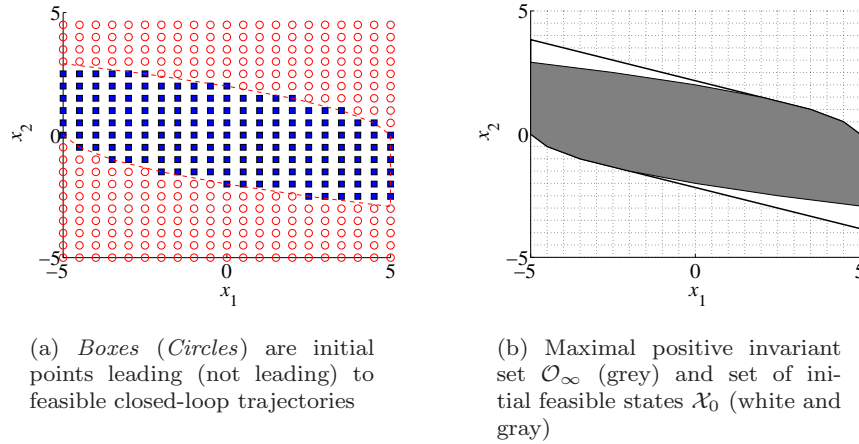 5
x₂
0
−5
−5
0
5
x₁
5
x₂
0
−5
−5
0
5
x₁
(a) Boxes (Circles) are initial
points leading (not leading) to
feasible closed-loop trajectories
(b) Maximal positive invariant
set 𝒪∞ (grey) and set of ini-
tial feasible states 𝒳₀ (white and
gray)